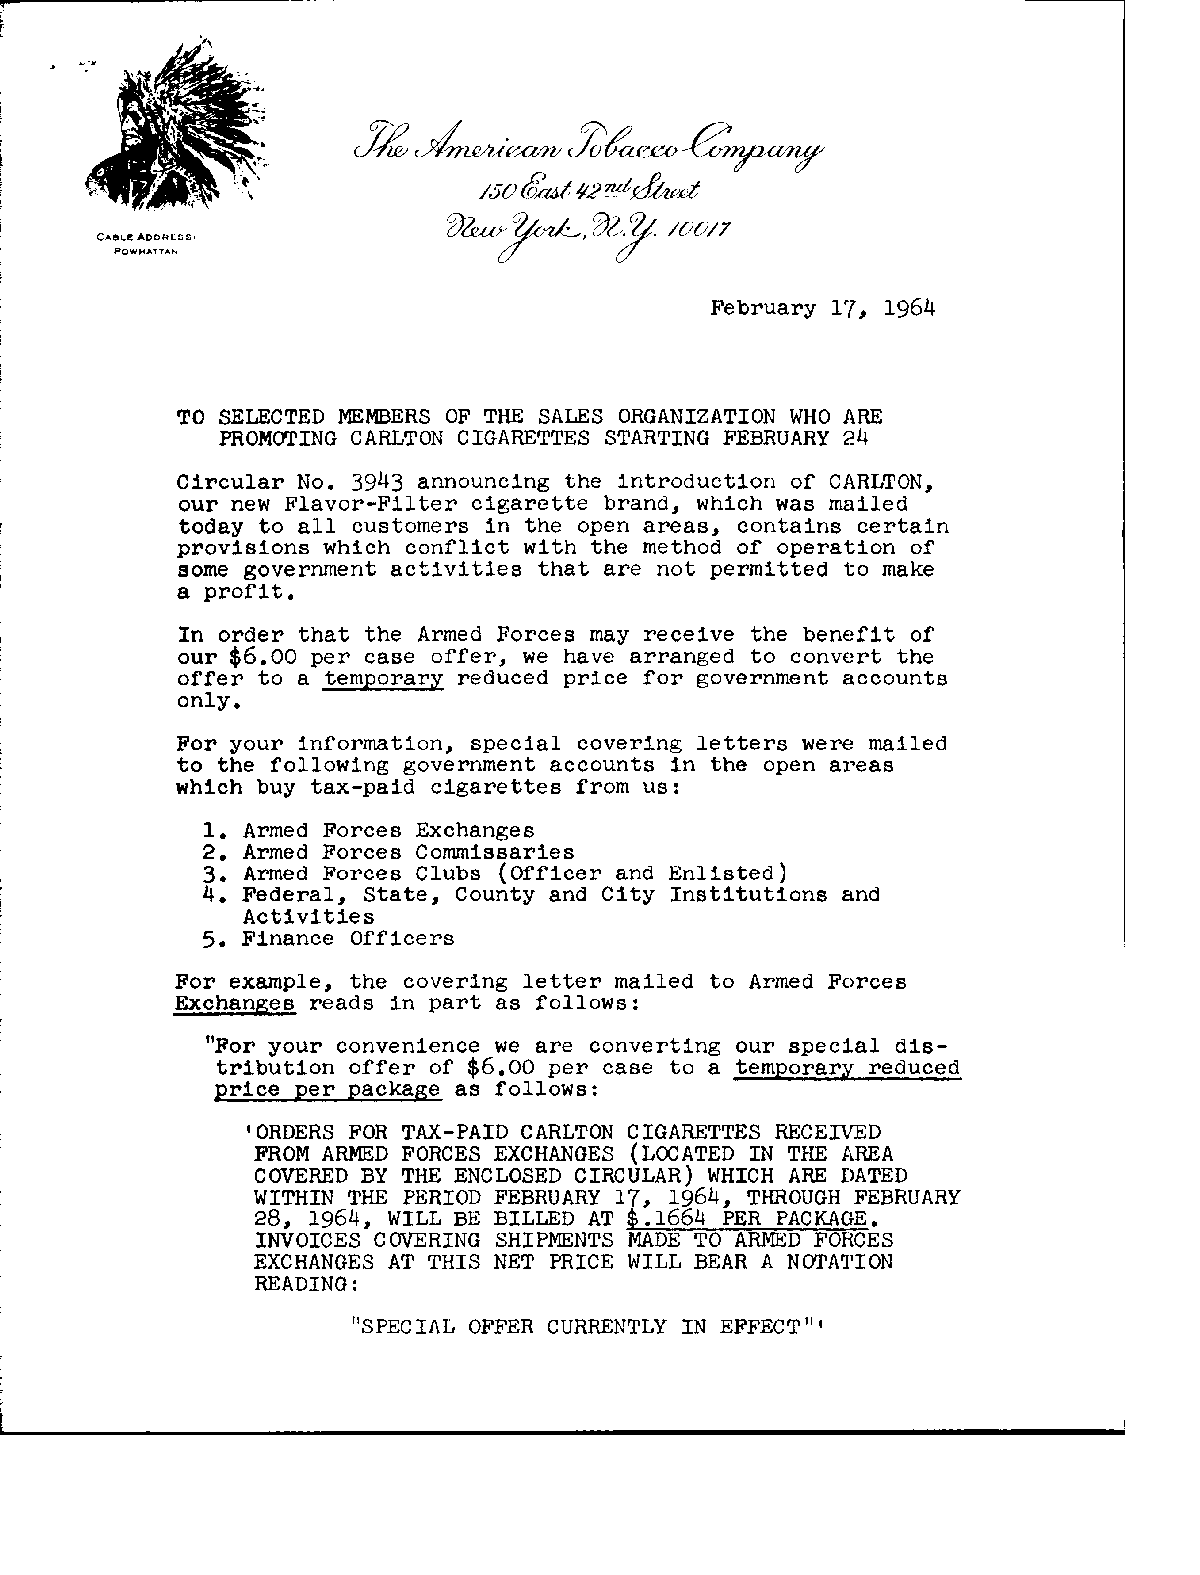 The American Tobacco Company
150 East 42nd Street
New York, N.Y. 10017
CABLE ADDRESS:
POWHATTAN
February 17, 1964
TO SELECTED MEMBERS OF THE SALES ORGANIZATION WHO ARE
PROMOTING CARLTON CIGARETTES STARTING FEBRUARY 24
Circular No. 3943 announcing the introduction of CARLTON,
our new Flavor-Filter cigarette brand, which was mailed
today to all customers in the open areas, contains certain
provisions which conflict with the method of operation of
some government activities that are not permitted to make
a profit.
In order that the Armed Forces may receive the benefit of
our $6.00 per case offer, we have arranged to convert the
offer to a temporary reduced price for government accounts
only.
For your information, special covering letters were mailed
to the following government accounts in the open areas
which buy tax-paid cigarettes from us:
1. Armed Forces Exchanges
2. Armed Forces Commissaries
3. Armed Forces Clubs (Officer and Enlisted)
4. Federal, State, County and City Institutions and
Activities
5. Finance Officers
For example, the covering letter mailed to Armed Forces
Exchanges reads in part as follows:
"For your convenience we are converting our special dis-
tribution offer of $6.00 per case to a temporary reduced
price per package as follows:
'ORDERS FOR TAX-PAID CARLTON CIGARETTES RECEIVED
FROM ARMED FORCES EXCHANGES (LOCATED IN THE AREA
COVERED BY THE ENCLOSED CIRCULAR) WHICH ARE DATED
WITHIN THE PERIOD FEBRUARY 17, 1964, THROUGH FEBRUARY
28, 1964, WILL BE BILLED AT $.1664 PER PACKAGE.
INVOICES COVERING SHIPMENTS MADE TO ARMED FORCES
EXCHANGES AT THIS NET PRICE WILL BEAR A NOTATION
READING:
"SPECIAL OFFER CURRENTLY IN EFFECT"'